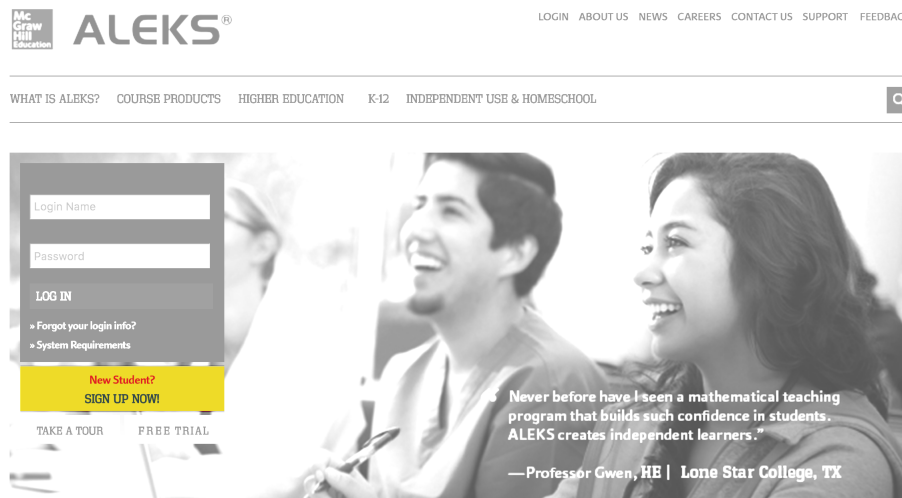 Mc
Graw
Hill
Education
ALEKS®
LOGIN ABOUT US NEWS CAREERS CONTACT US SUPPORT FEEDBAC
WHAT IS ALEKS? COURSE PRODUCTS HIGHER EDUCATION K-12 INDEPENDENT USE & HOMESCHOOL
Login Name
Password
LOG IN
» Forgot your login info?
» System Requirements
New Student?
SIGN UP NOW!
TAKE A TOUR FREE TRIAL
“Never before have I seen a mathematical teaching
program that builds such confidence in students.
ALEKS creates independent learners.”
—Professor Gwen, HE | Lone Star College, TX